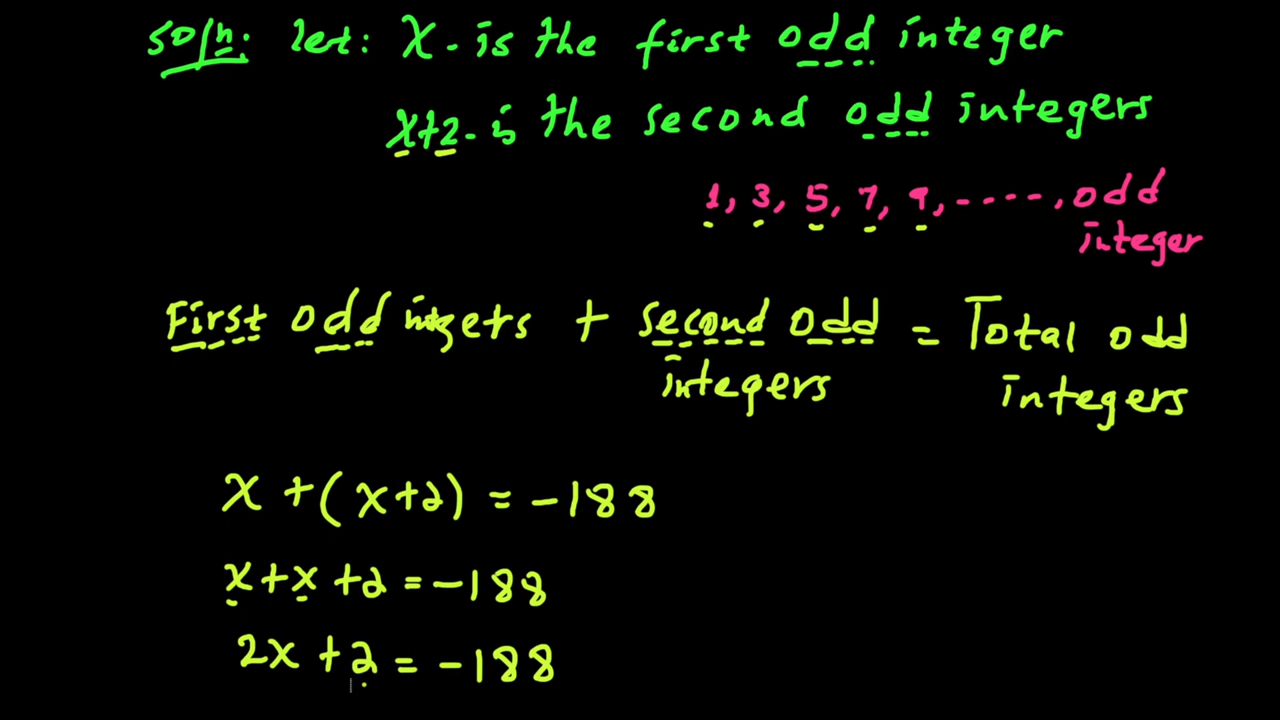 soln: let: x - is the first odd integer
x+2 - is the second odd integers
1, 3, 5, 7, 9, - - - - -, odd
integer
First odd intgets + second odd = Total odd
integers integers
x + (x+2) = -188
x + x + 2 = -188
2x + 2 = -188